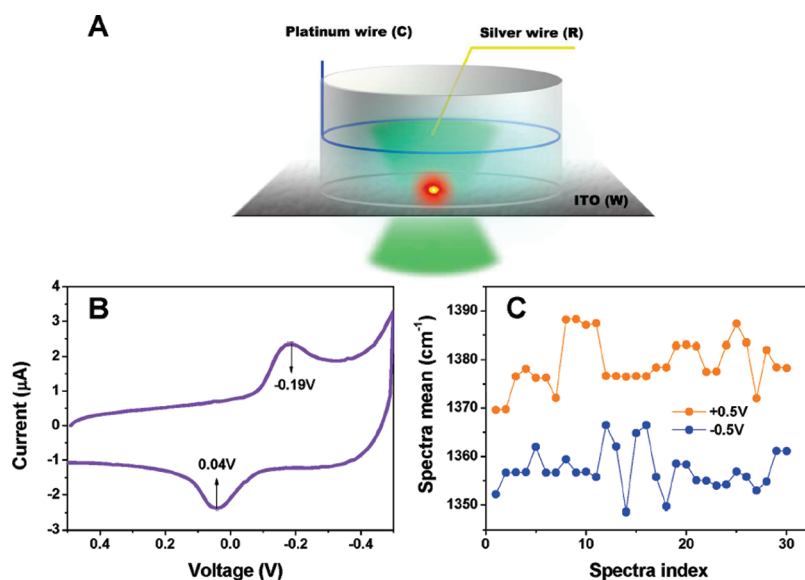 A
Platinum wire (C)
Silver wire (R)
ITO (W)
B
Current (μA)
4
3
2
1
0
-1
-2
-3
-0.19V
0.04V
0.4 0.2 0.0 -0.2 -0.4
Voltage (V)
C
Spectra mean (cm⁻¹)
1390
1380
1370
1360
1350
+0.5V
-0.5V
0 10 20 30
Spectra index